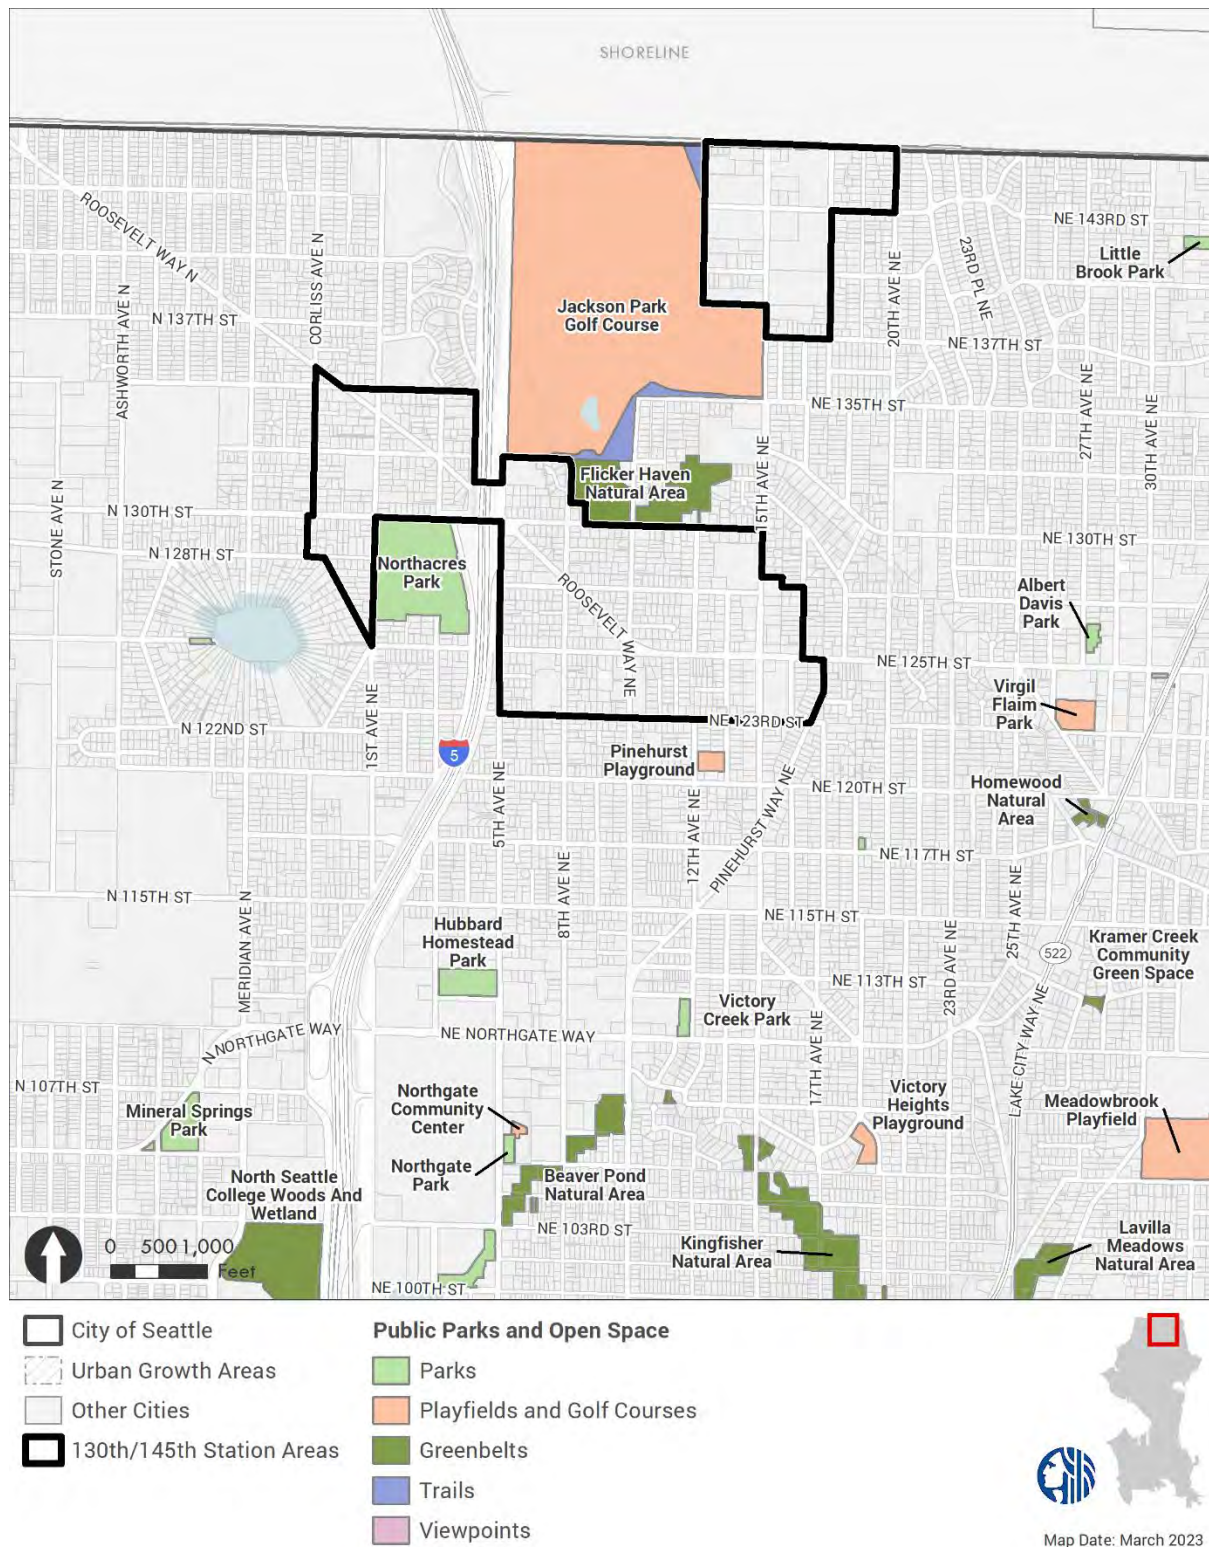 SHORELINE
ROOSEVELT WAY N
CORLISS AVE N
ASHWORTH AVE N
N 137TH ST
NE 143RD ST
Little
Brook Park
23RD PL NE
20TH AVE NE
Jackson Park
Golf Course
NE 137TH ST
NE 135TH ST
27TH AVE NE
30TH AVE NE
STONE AVE N
15TH AVE NE
Flicker Haven
Natural Area
N 130TH ST
NE 130TH ST
N 128TH ST
Northacres
Park
ROOSEVELT WAY NE
Albert
Davis
Park
NE 125TH ST
Virgil
Flaim
Park
N 122ND ST
1ST AVE NE
NE 123RD ST
5
5TH AVE NE
Pinehurst
Playground
NE 120TH ST
Homewood
Natural
Area
12TH AVE NE
PINEHURST WAY NE
NE 117TH ST
N 115TH ST
8TH AVE NE
NE 115TH ST
MERIDIAN AVE N
23RD AVE NE
25TH AVE NE
Hubbard
Homestead
Park
522
Kramer Creek
Community
Green Space
NE 113TH ST
Victory
Creek Park
N NORTHGATE WAY
NE NORTHGATE WAY
17TH AVE NE
LAKE CITY WAY NE
N 107TH ST
Mineral Springs
Park
Northgate
Community
Center
Victory
Heights
Playground
Meadowbrook
Playfield
Northgate
Park
Beaver Pond
Natural Area
North Seattle
College Woods And
Wetland
NE 103RD ST
Kingfisher
Natural Area
Lavilla
Meadows
Natural Area
0 500 1,000
Feet
NE 100TH ST
City of Seattle
Urban Growth Areas
Other Cities
130th/145th Station Areas
Public Parks and Open Space
Parks
Playfields and Golf Courses
Greenbelts
Trails
Viewpoints
Map Date: March 2023